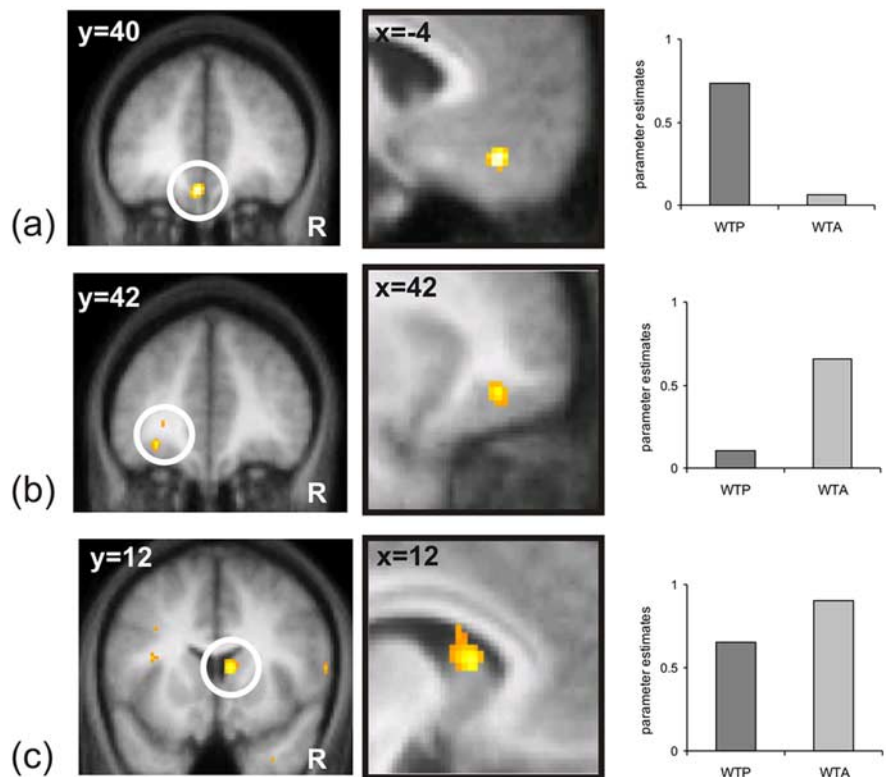 y=40
x=-4
R
(a)
1
0.5
0
parameter estimates
WTP
WTA
y=42
x=42
R
(b)
1
0.5
0
parameter estimates
WTP
WTA
y=12
x=12
R
(c)
1
0.5
0
parameter estimates
WTP
WTA